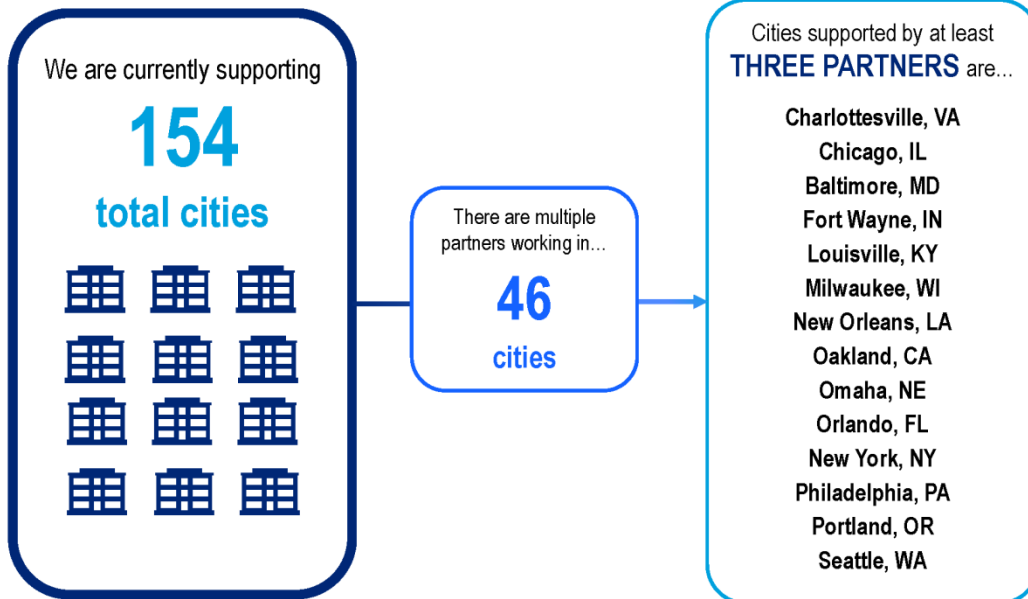 We are currently supporting
154
total cities
There are multiple
partners working in...
46
cities
Cities supported by at least
THREE PARTNERS are...
Charlottesville, VA
Chicago, IL
Baltimore, MD
Fort Wayne, IN
Louisville, KY
Milwaukee, WI
New Orleans, LA
Oakland, CA
Omaha, NE
Orlando, FL
New York, NY
Philadelphia, PA
Portland, OR
Seattle, WA